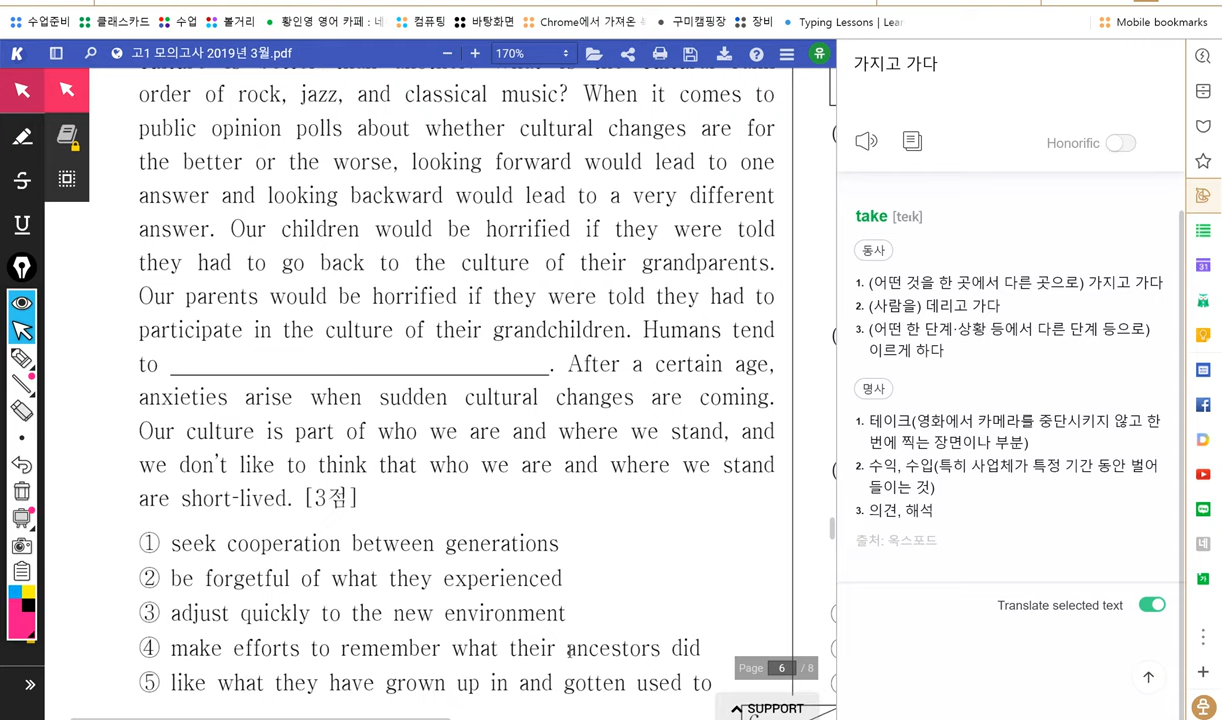 수업준비 클래스카드 수업 볼거리 황인영 영어 카페 : 네 컴퓨팅 바탕화면 Chrome에서 가져온 구미캠핑장 장비 Typing Lessons | Lear Mobile bookmarks
고1 모의고사 2019년 3월.pdf 170%
가지고 가다
order of rock, jazz, and classical music? When it comes to
public opinion polls about whether cultural changes are for
the better or the worse, looking forward would lead to one
answer and looking backward would lead to a very different
answer. Our children would be horrified if they were told
they had to go back to the culture of their grandparents.
Our parents would be horrified if they were told they had to
participate in the culture of their grandchildren. Humans tend
to ____________________. After a certain age,
anxieties arise when sudden cultural changes are coming.
Our culture is part of who we are and where we stand, and
we don't like to think that who we are and where we stand
are short-lived. [3점]
① seek cooperation between generations
② be forgetful of what they experienced
③ adjust quickly to the new environment
④ make efforts to remember what their ancestors did
⑤ like what they have grown up in and gotten used to
Page 6 / 8
SUPPORT
Honorific
take [teɪk]
동사
1. (어떤 것을 한 곳에서 다른 곳으로) 가지고 가다
2. (사람을) 데리고 가다
3. (어떤 한 단계·상황 등에서 다른 단계 등으로)
이르게 하다
명사
1. 테이크(영화에서 카메라를 중단시키지 않고 한
번에 찍는 장면이나 부분)
2. 수익, 수입(특히 사업체가 특정 기간 동안 벌어
들이는 것)
3. 의견, 해석
출처: 옥스포드
Translate selected text